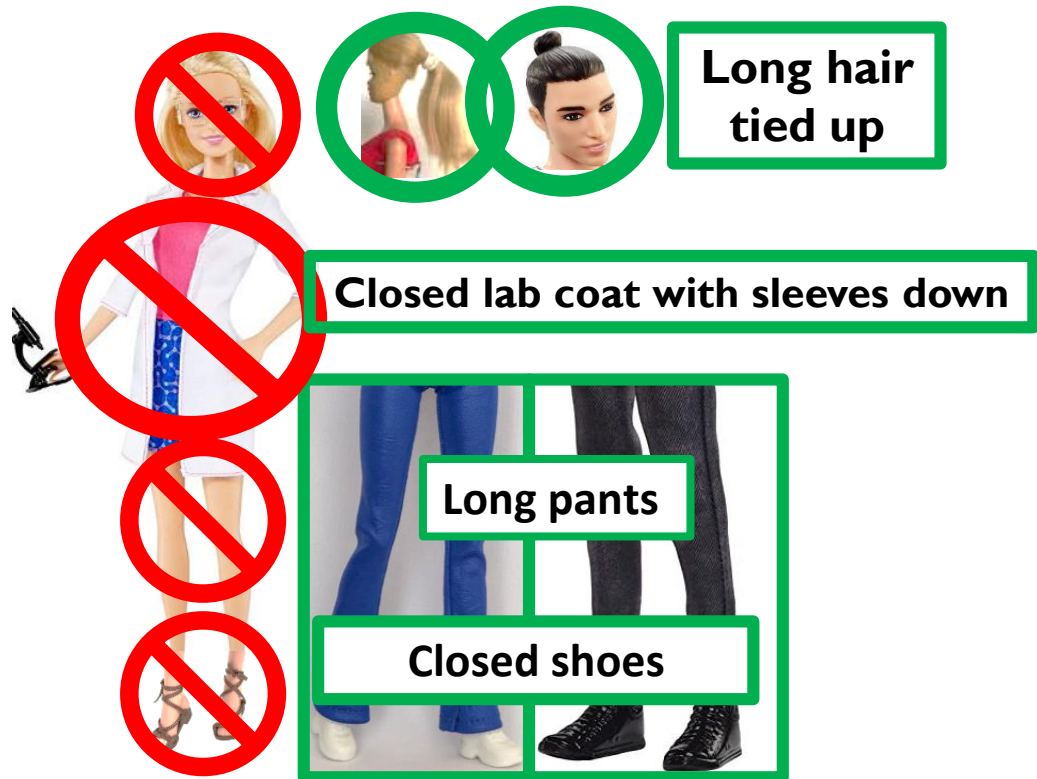 Long hair
tied up
Closed lab coat with sleeves down
Long pants
Closed shoes